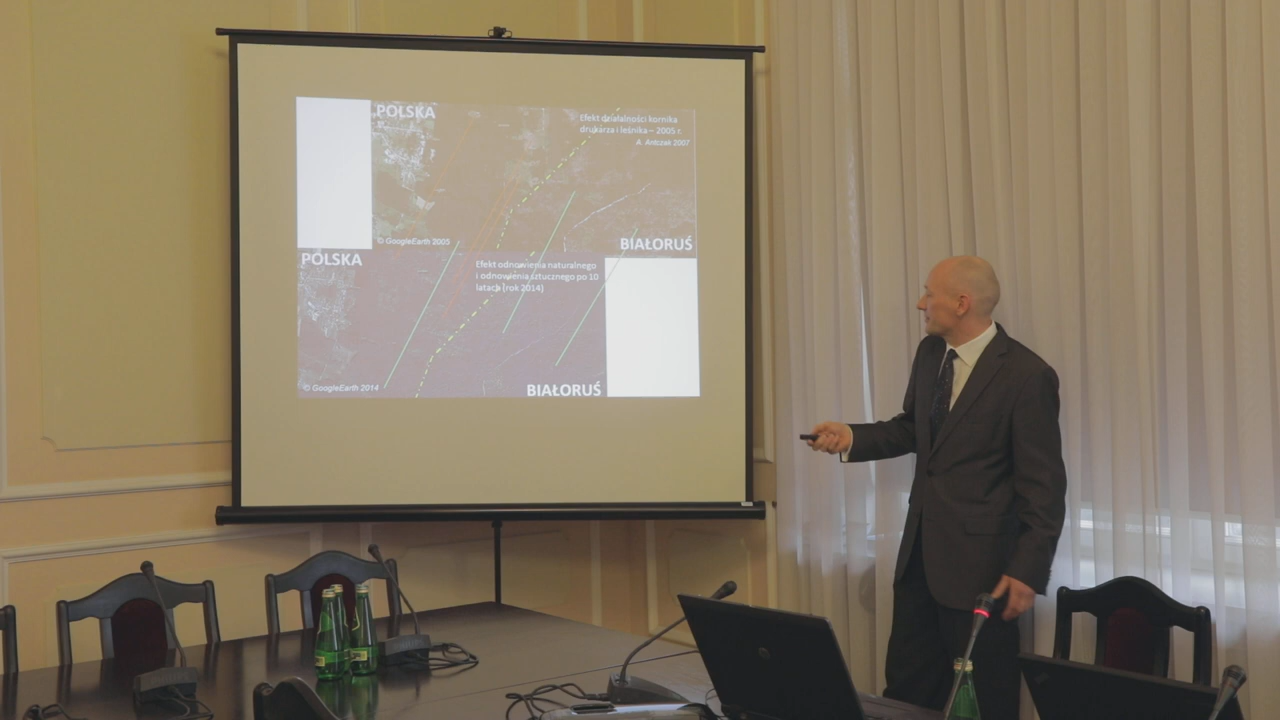 POLSKA
Efekt działalności kornika
drukarza i leśnika – 2005 r.
A. Antczak 2007
© GoogleEarth 2005
BIAŁORUŚ
POLSKA
Efekt odnowienia naturalnego
i odnowienia sztucznego po 10
latach (rok 2014)
© GoogleEarth 2014
BIAŁORUŚ